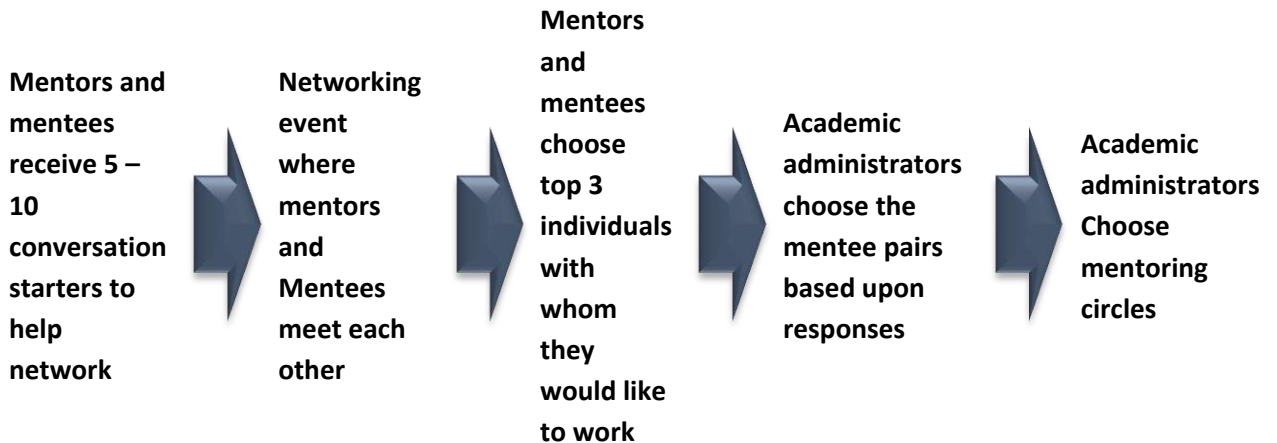 Mentors and
mentees
receive 5 –
10
conversation
starters to
help
network
Networking
event
where
mentors
and
Mentees
meet each
other
Mentors
and
mentees
choose
top 3
individuals
with
whom
they
would like
to work
Academic
administrators
choose the
mentee pairs
based upon
responses
Academic
administrators
Choose
mentoring
circles